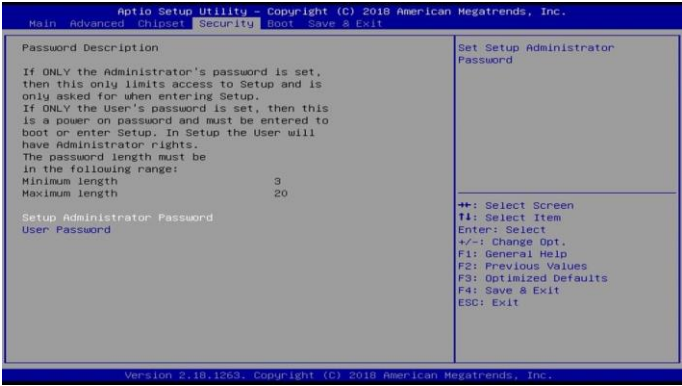 Aptio Setup Utility – Copyright (C) 2018 American Megatrends, Inc.
Main Advanced Chipset Security Boot Save & Exit
Password Description
If ONLY the Administrator's password is set,
then this only limits access to Setup and is
only asked for when entering Setup.
If ONLY the User's password is set, then this
is a power on password and must be entered to
boot or enter Setup. In Setup the User will
have Administrator rights.
The password length must be
in the following range:
Minimum length 3
Maximum length 20
Setup Administrator Password
User Password
Set Setup Administrator
Password
→←: Select Screen
↑↓: Select Item
Enter: Select
+/-: Change Opt.
F1: General Help
F2: Previous Values
F3: Optimized Defaults
F4: Save & Exit
ESC: Exit
Version 2.18.1263. Copyright (C) 2018 American Megatrends, Inc.